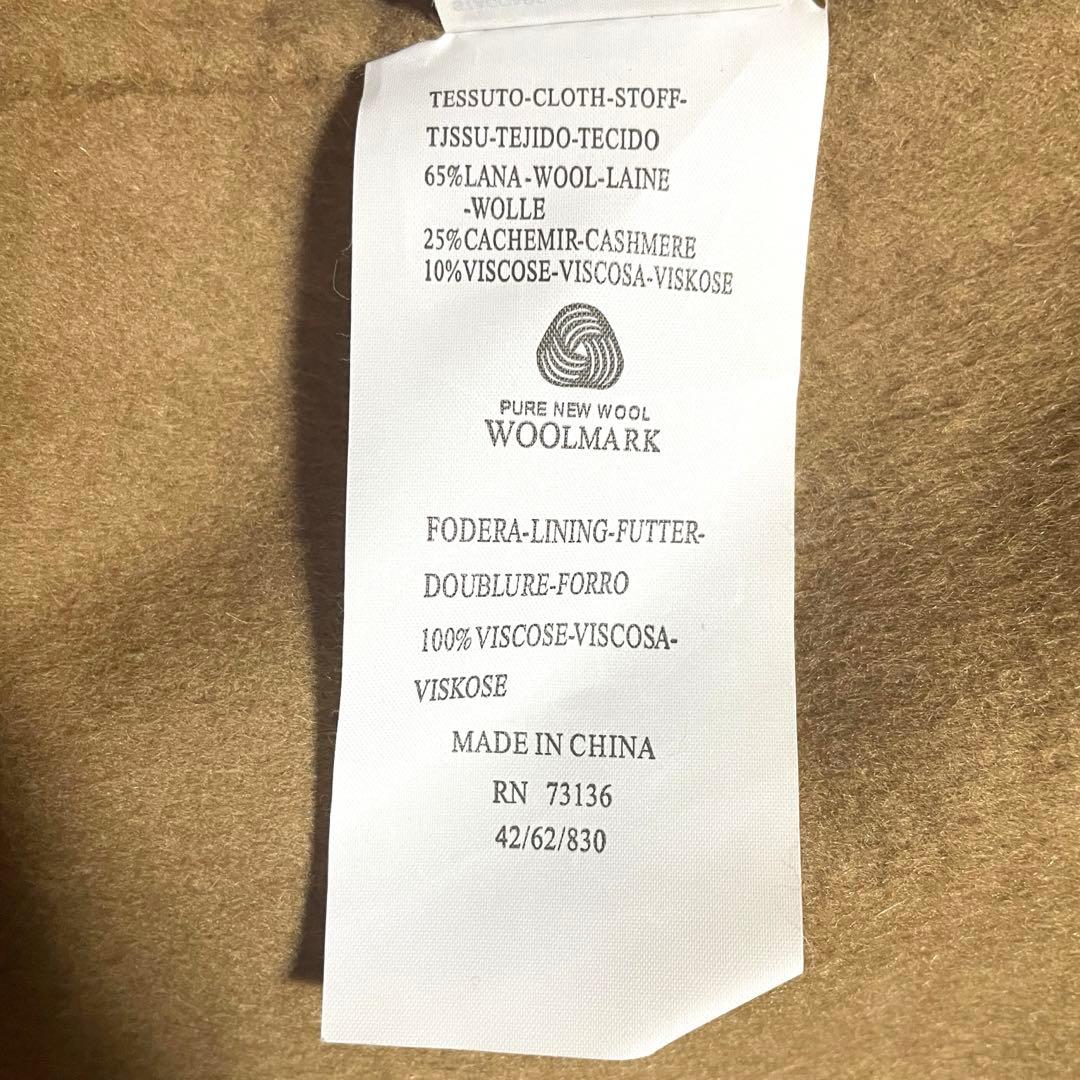 TESSUTO-CLOTH-STOFF-
TJSSU-TEJIDO-TECIDO
65%LANA-WOOL-LAINE
-WOLLE
25%CACHEMIR-CASHMERE
10%VISCOSE-VISCOSA-VISKOSE
PURE NEW WOOL
WOOLMARK
FODERA-LINING-FUTTER-
DOUBLURE-FORRO
100%VISCOSE-VISCOSA-
VISKOSE
MADE IN CHINA
RN 73136
42/62/830